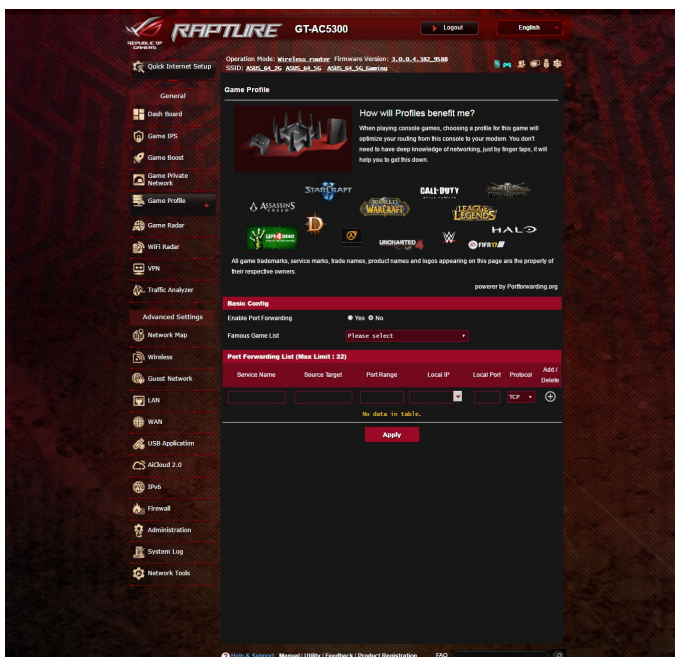 REPUBLIC OF
GAMERS
RAPTURE GT-AC5300 Logout English
Quick Internet Setup
Operation Mode: Wireless router Firmware Version: 3.0.0.4.382_9588
SSID: ASUS_64_2G ASUS_64_5G ASUS_64_5G_Gaming
General
Dash Board
Game IPS
Game Boost
Game Private
Network
Game Profile
Game Radar
WiFi Radar
VPN
Traffic Analyzer
Advanced Settings
Network Map
Wireless
Guest Network
LAN
WAN
USB Application
AiCloud 2.0
IPv6
Firewall
Administration
System Log
Network Tools
Game Profile
How will Profiles benefit me?
When playing console games, choosing a profile for this game will
optimize your routing from this console to your modem. You don't
need to have deep knowledge of networking, just by finger taps, it will
help you to get this down.
STARCRAFT
CALL DUTY
ASSASSINS
CREED
WORLD
WARCRAFT
LEAGUE
LEGENDS
D
HALO
LEFT 4 DEAD
UNCHARTED 4
W
FIFA 17
All game trademarks, service marks, trade names, product names and logos appearing on this page are the property of
their respective owners.
powerer by Portforwarding.org
Basic Config
Enable Port Forwarding Yes No
Famous Game List Please select
Port Forwarding List (Max Limit : 32)
Service Name Source Target Port Range Local IP Local Port Protocol Add /
Delete
TCP
No data in table.
Apply
Help & Support Manual | Utility | Feedback | Product Registration FAQ